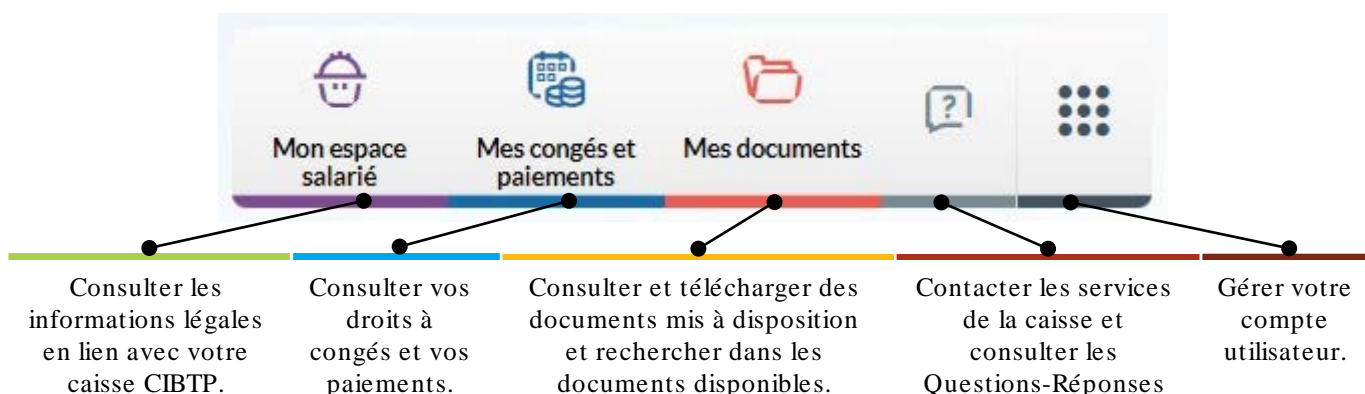 Mon espace
salarié
Mes congés et
paiements
Mes documents
?
Consulter les
informations légales
en lien avec votre
caisse CIBTP.
Consulter vos
droits à
congés et vos
paiements.
Consulter et télécharger des
documents mis à disposition
et rechercher dans les
documents disponibles.
Contacter les services
de la caisse et
consulter les
Questions-Réponses
Gérer votre
compte
utilisateur.